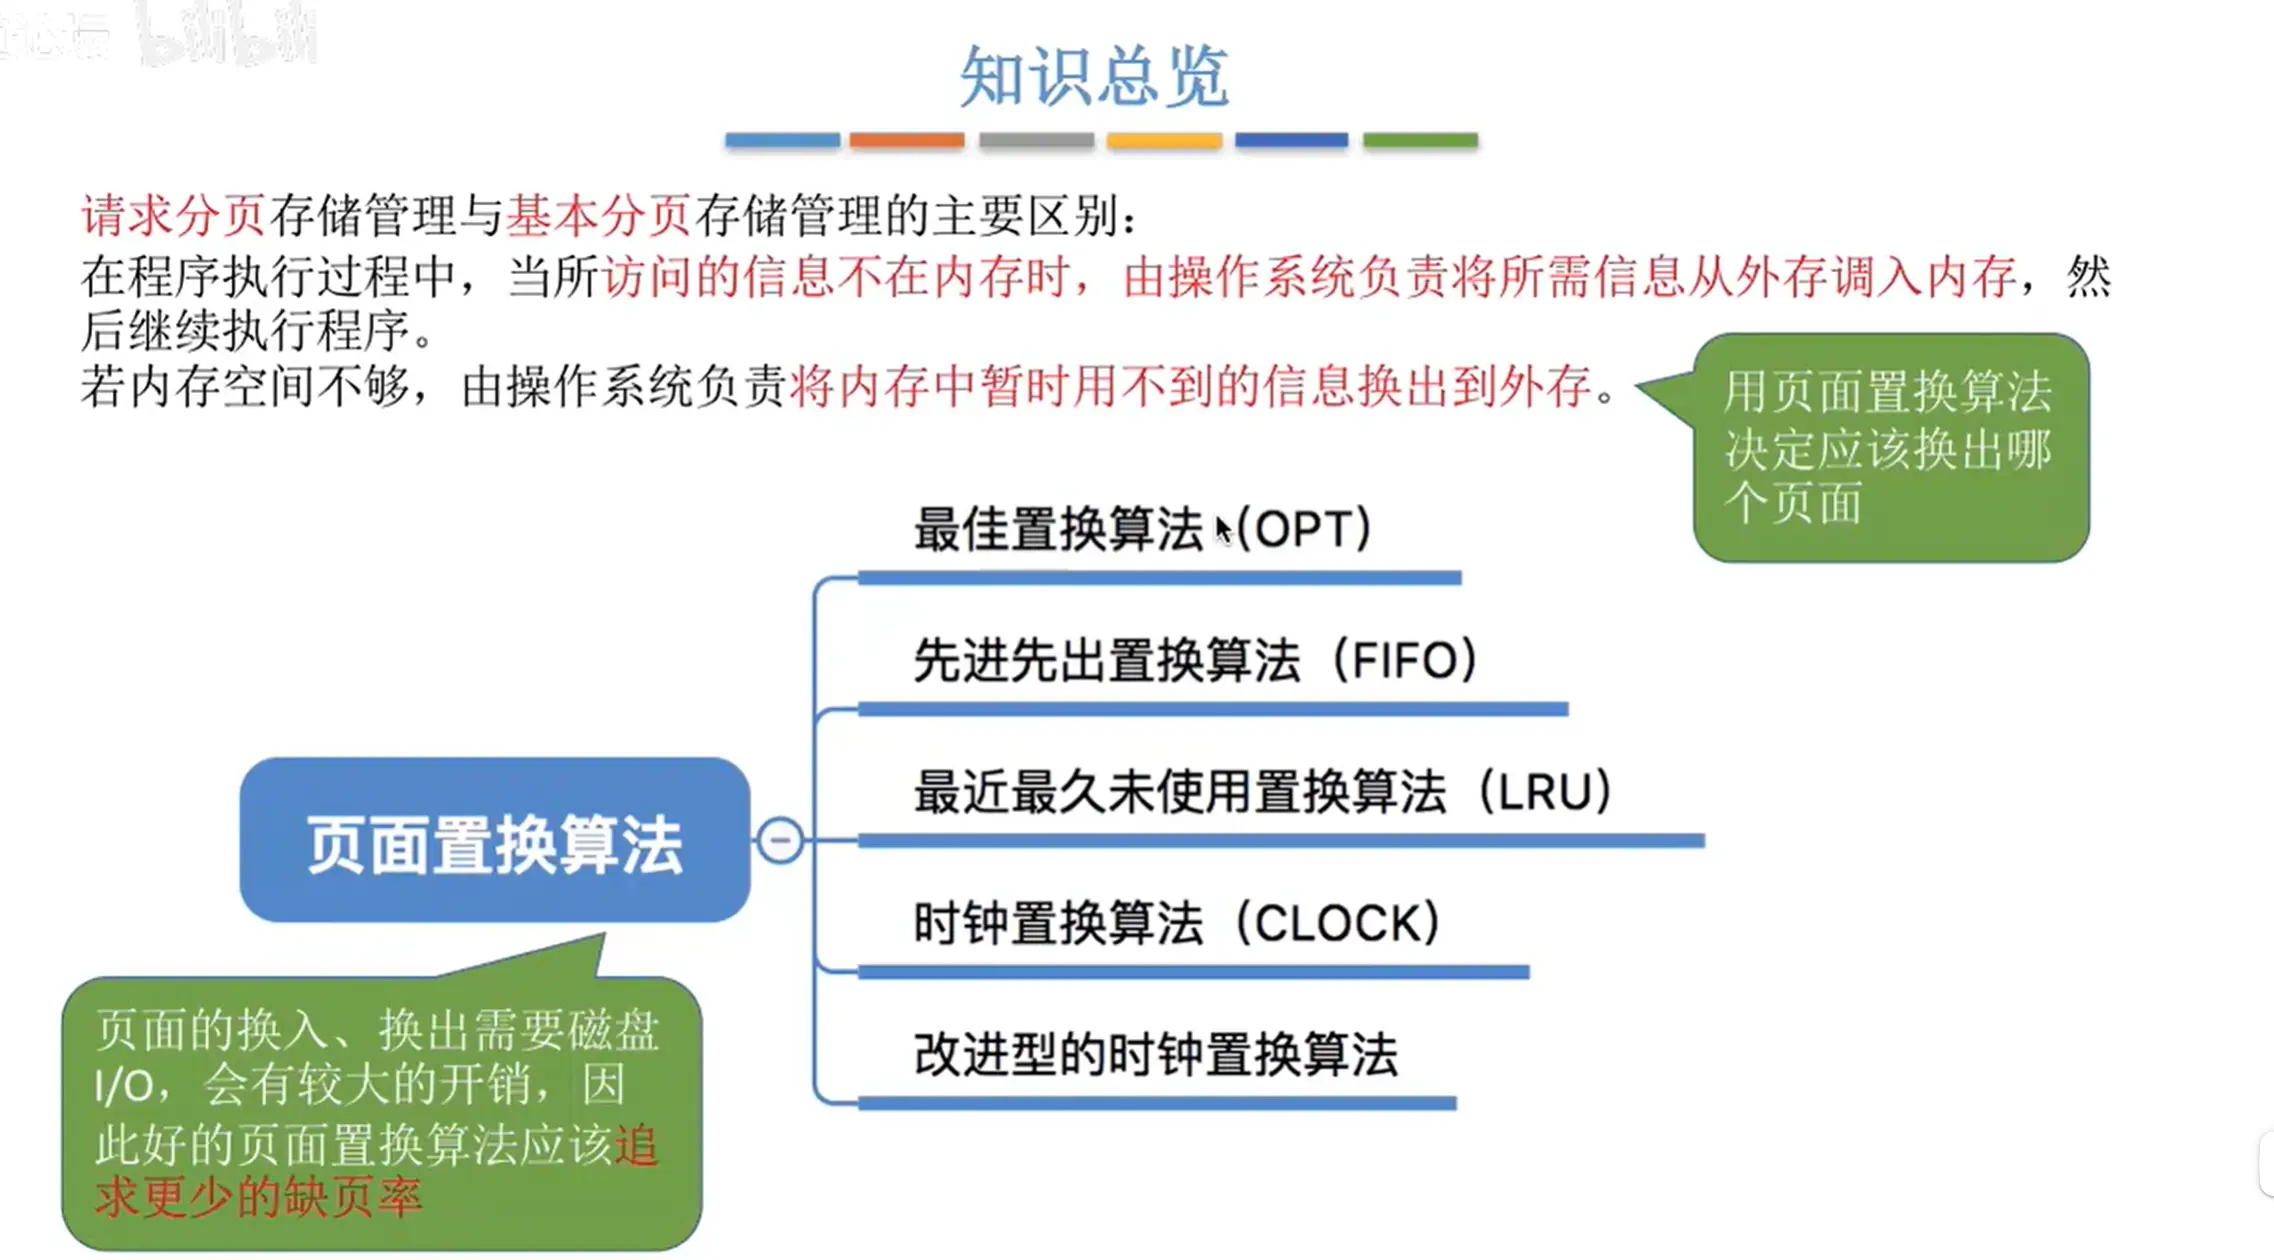 bilibili
知识总览
请求分页存储管理与基本分页存储管理的主要区别：
在程序执行过程中，当所访问的信息不在内存时，由操作系统负责将所需信息从外存调入内存，然
后继续执行程序。
若内存空间不够，由操作系统负责将内存中暂时用不到的信息换出到外存。
用页面置换算法
决定应该换出哪
个页面
最佳置换算法（OPT）
先进先出置换算法（FIFO）
最近最久未使用置换算法（LRU）
页面置换算法
时钟置换算法（CLOCK）
改进型的时钟置换算法
页面的换入、换出需要磁盘
I/O，会有较大的开销，因
此好的页面置换算法应该追
求更少的缺页率